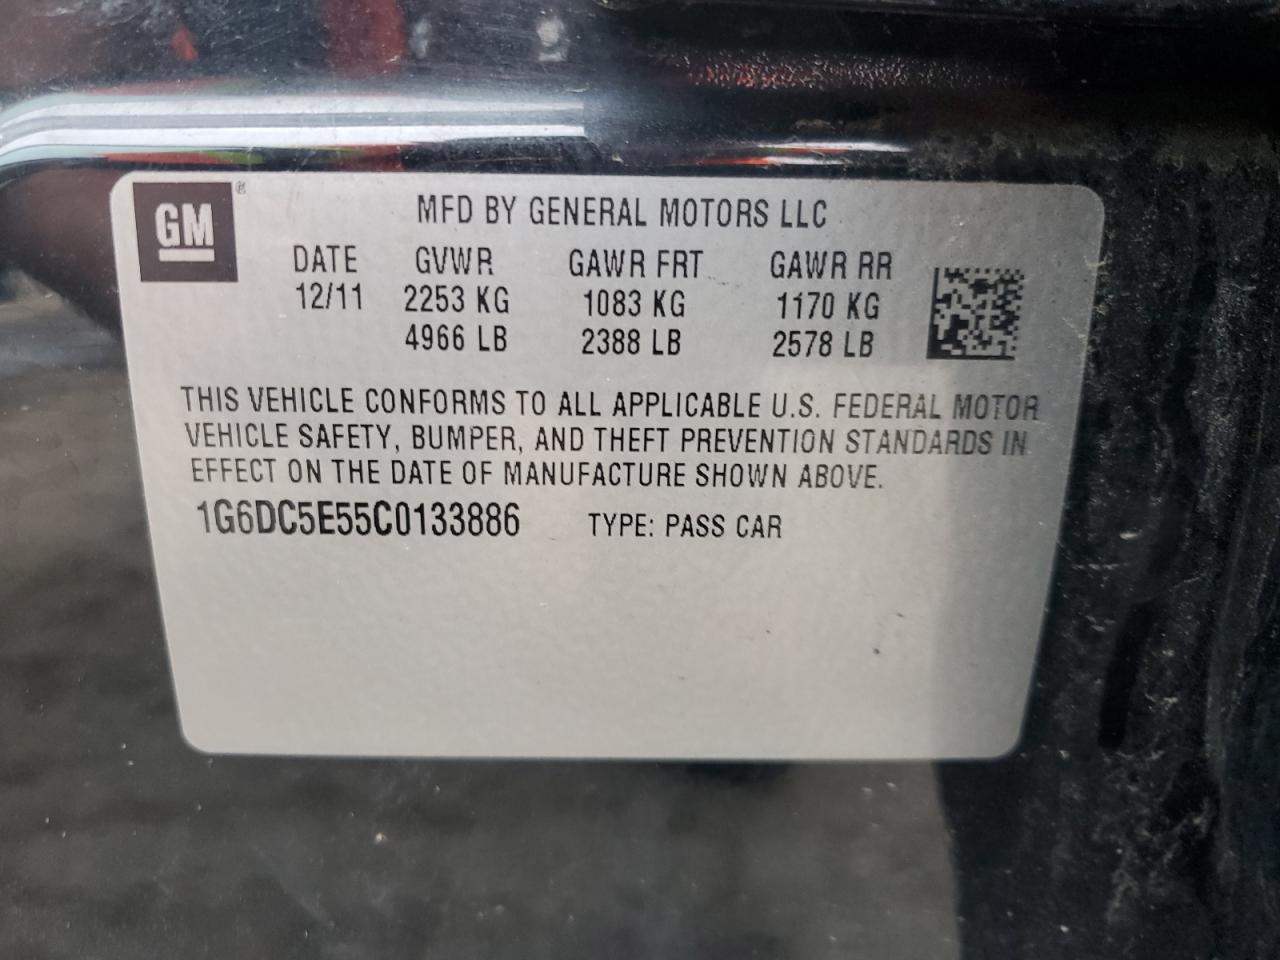 GM®
MFD BY GENERAL MOTORS LLC
DATE GVWR GAWR FRT GAWR RR
12/11 2253 KG 1083 KG 1170 KG
4966 LB 2388 LB 2578 LB
THIS VEHICLE CONFORMS TO ALL APPLICABLE U.S. FEDERAL MOTOR
VEHICLE SAFETY, BUMPER, AND THEFT PREVENTION STANDARDS IN
EFFECT ON THE DATE OF MANUFACTURE SHOWN ABOVE.
1G6DC5E55C0133886 TYPE: PASS CAR